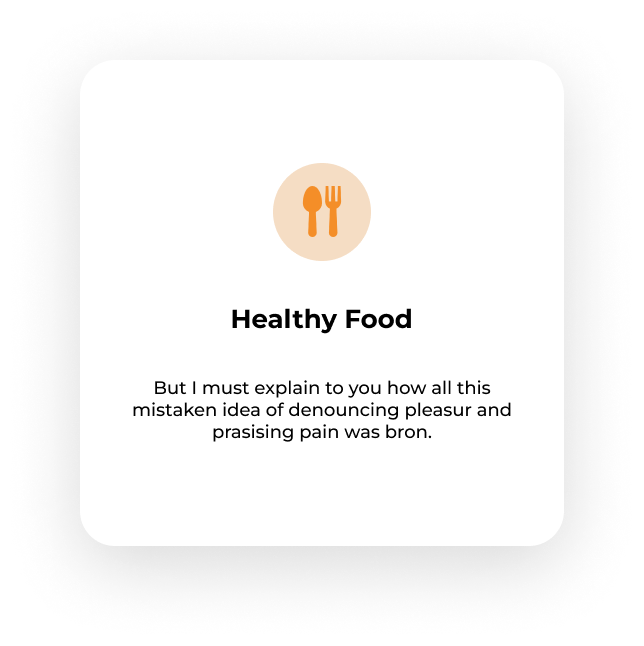 Healthy Food
But I must explain to you how all this
mistaken idea of denouncing pleasur and
prasising pain was bron.